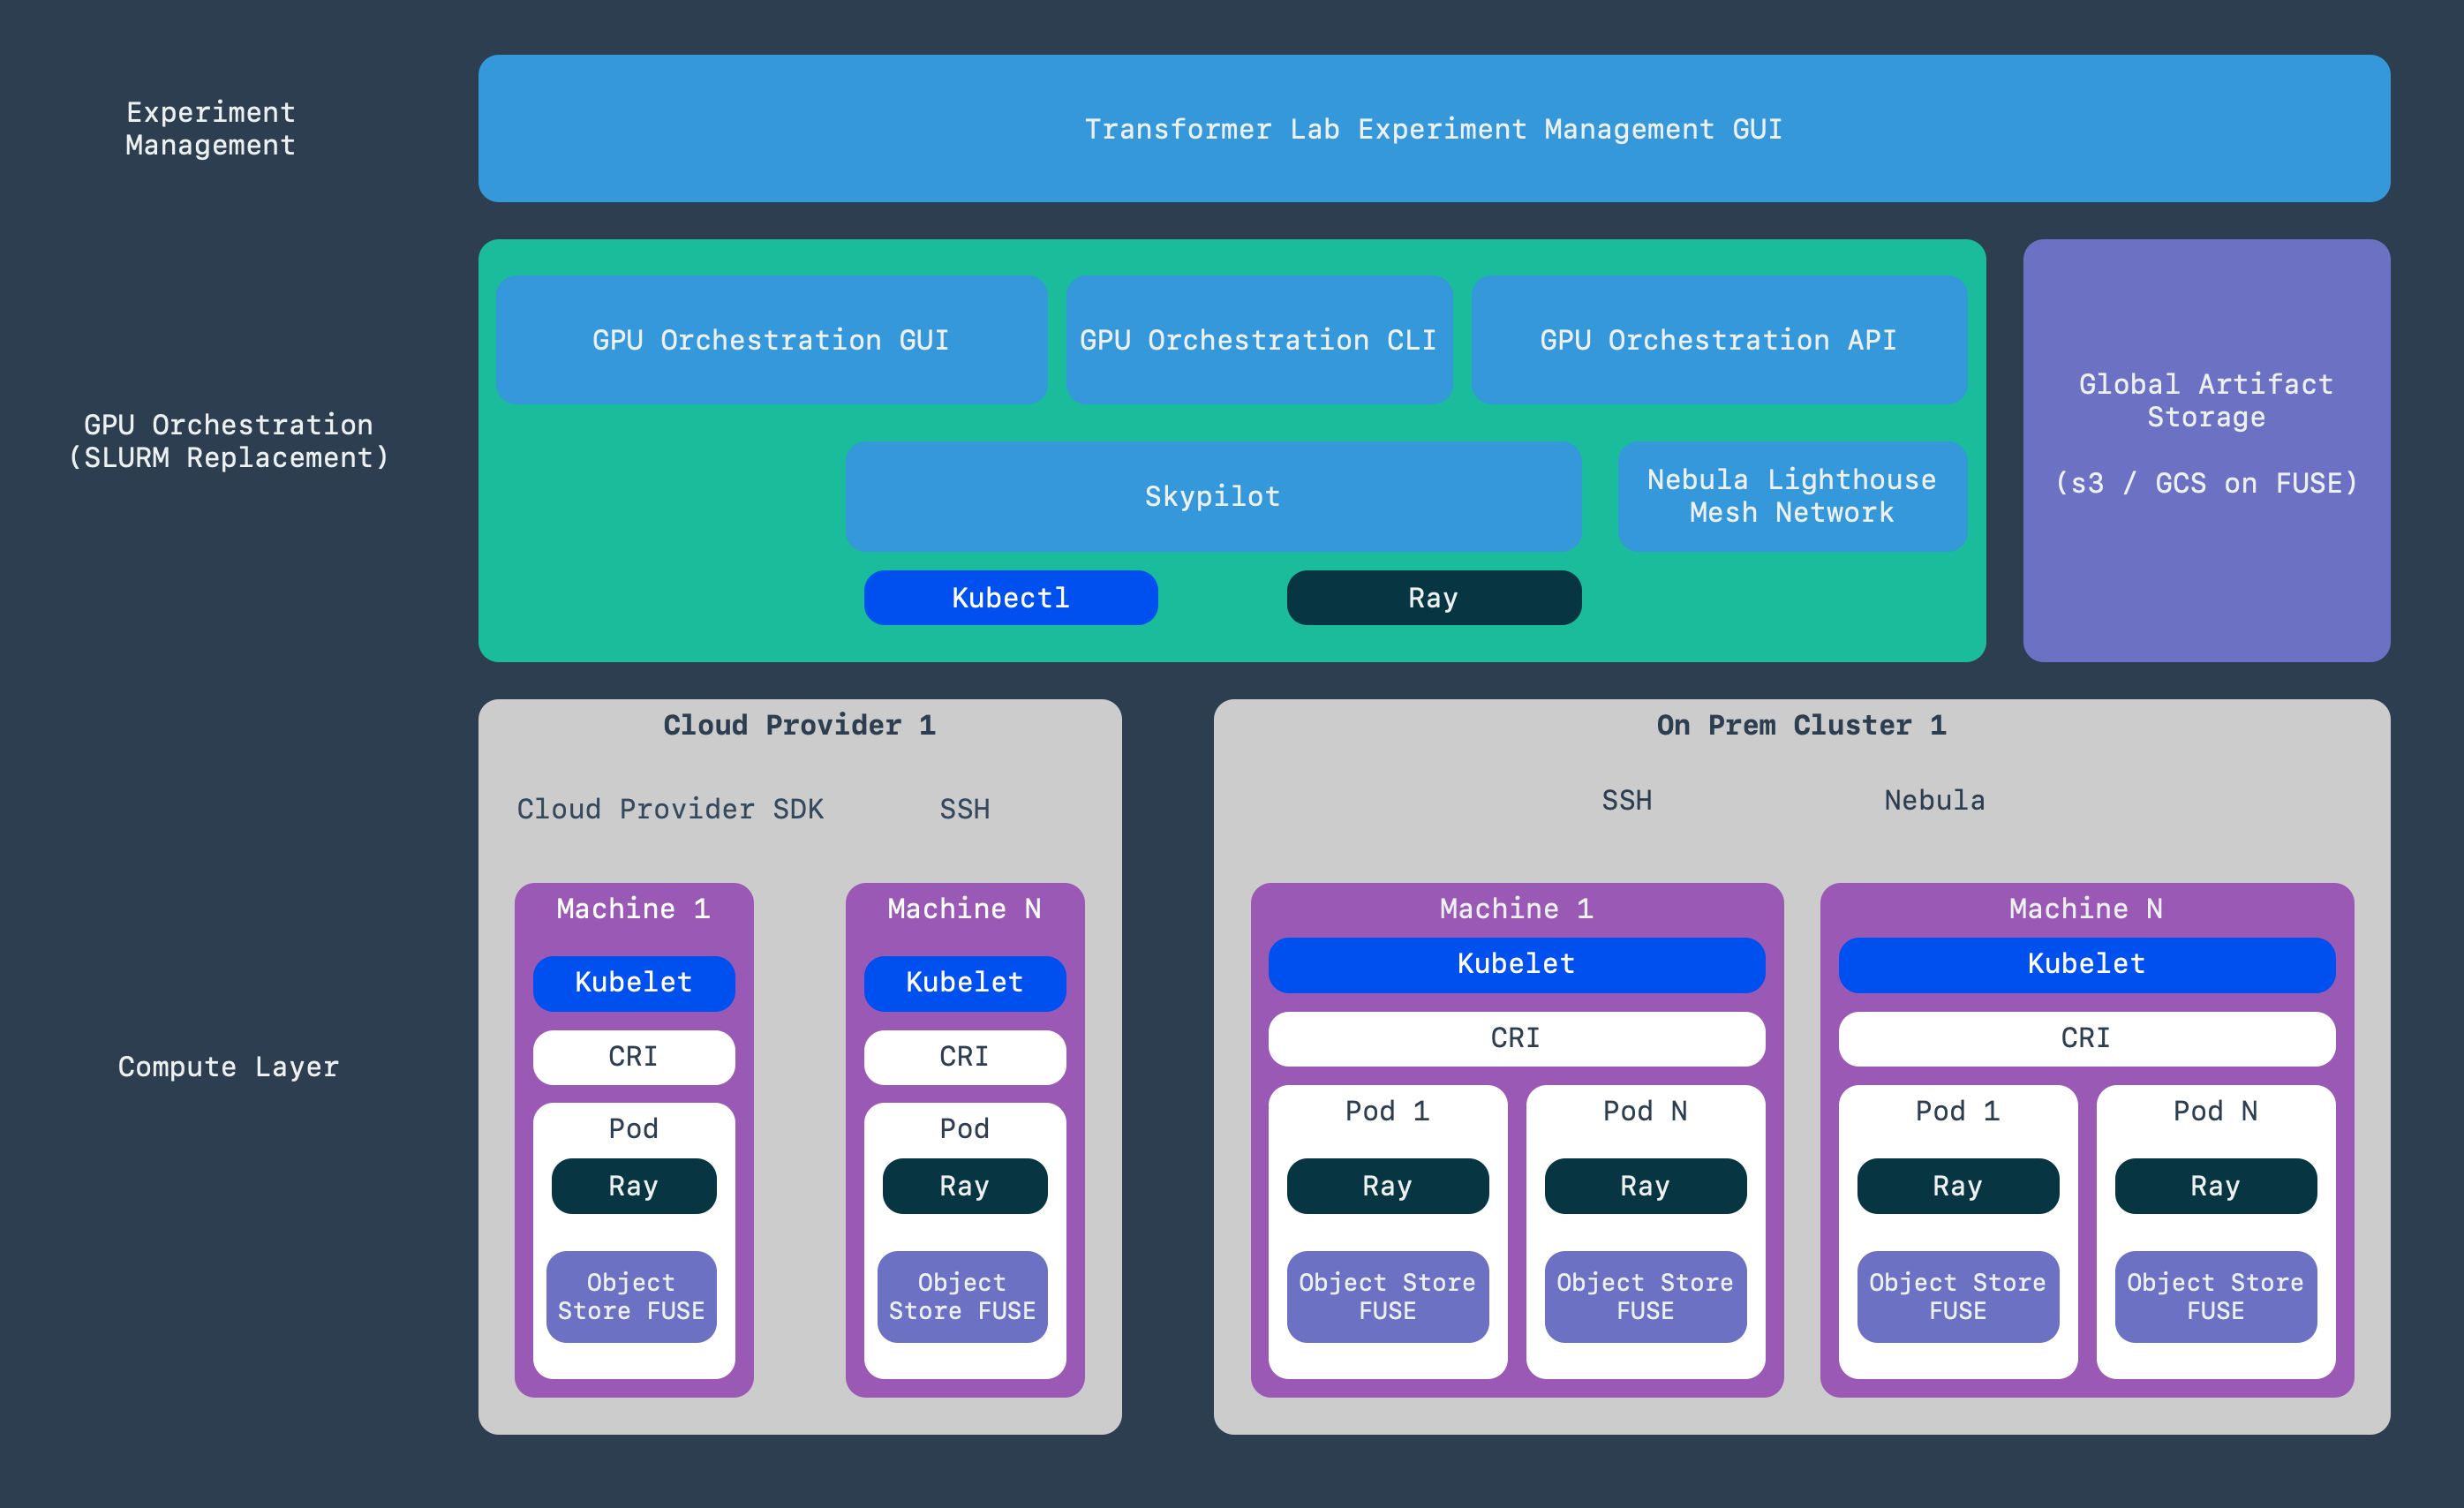 Experiment
Management
Transformer Lab Experiment Management GUI
GPU Orchestration
(SLURM Replacement)
GPU Orchestration GUI
GPU Orchestration CLI
GPU Orchestration API
Skypilot
Nebula Lighthouse
Mesh Network
Kubectl
Ray
Global Artifact
Storage
(s3 / GCS on FUSE)
Compute Layer
Cloud Provider 1
Cloud Provider SDK
SSH
Machine 1
Kubelet
CRI
Pod
Ray
Object
Store FUSE
Machine N
Kubelet
CRI
Pod
Ray
Object
Store FUSE
On Prem Cluster 1
SSH
Nebula
Machine 1
Kubelet
CRI
Pod 1
Ray
Object Store
FUSE
Pod N
Ray
Object Store
FUSE
Machine N
Kubelet
CRI
Pod 1
Ray
Object Store
FUSE
Pod N
Ray
Object Store
FUSE